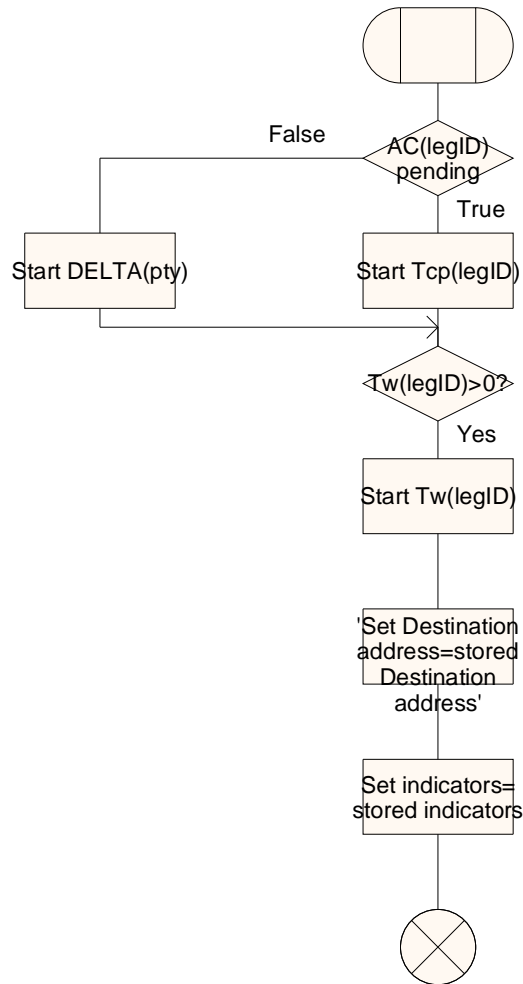 False
AC(legID)
pending
True
Start DELTA(pty)
Start Tcp(legID)
Tw(legID)>0?
Yes
Start Tw(legID)
'Set Destination
address=stored
Destination
address'
Set indicators=
stored indicators